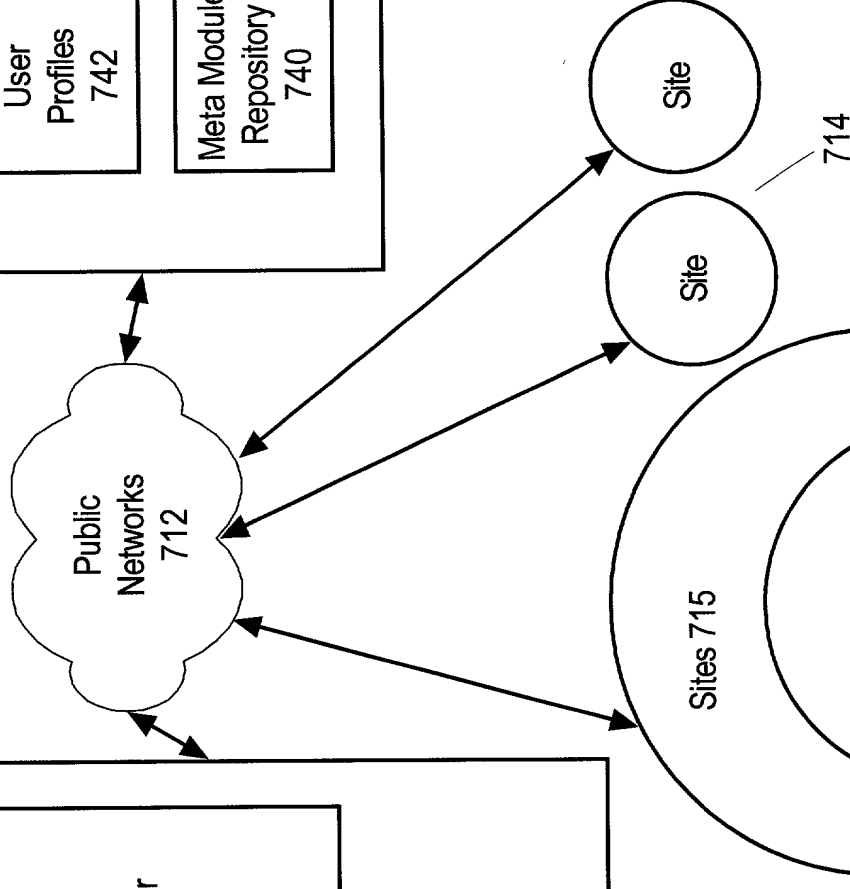 User
Profiles
742
Meta Module
Repository
740
Public
Networks
712
Site
Site
714
Sites 715
r